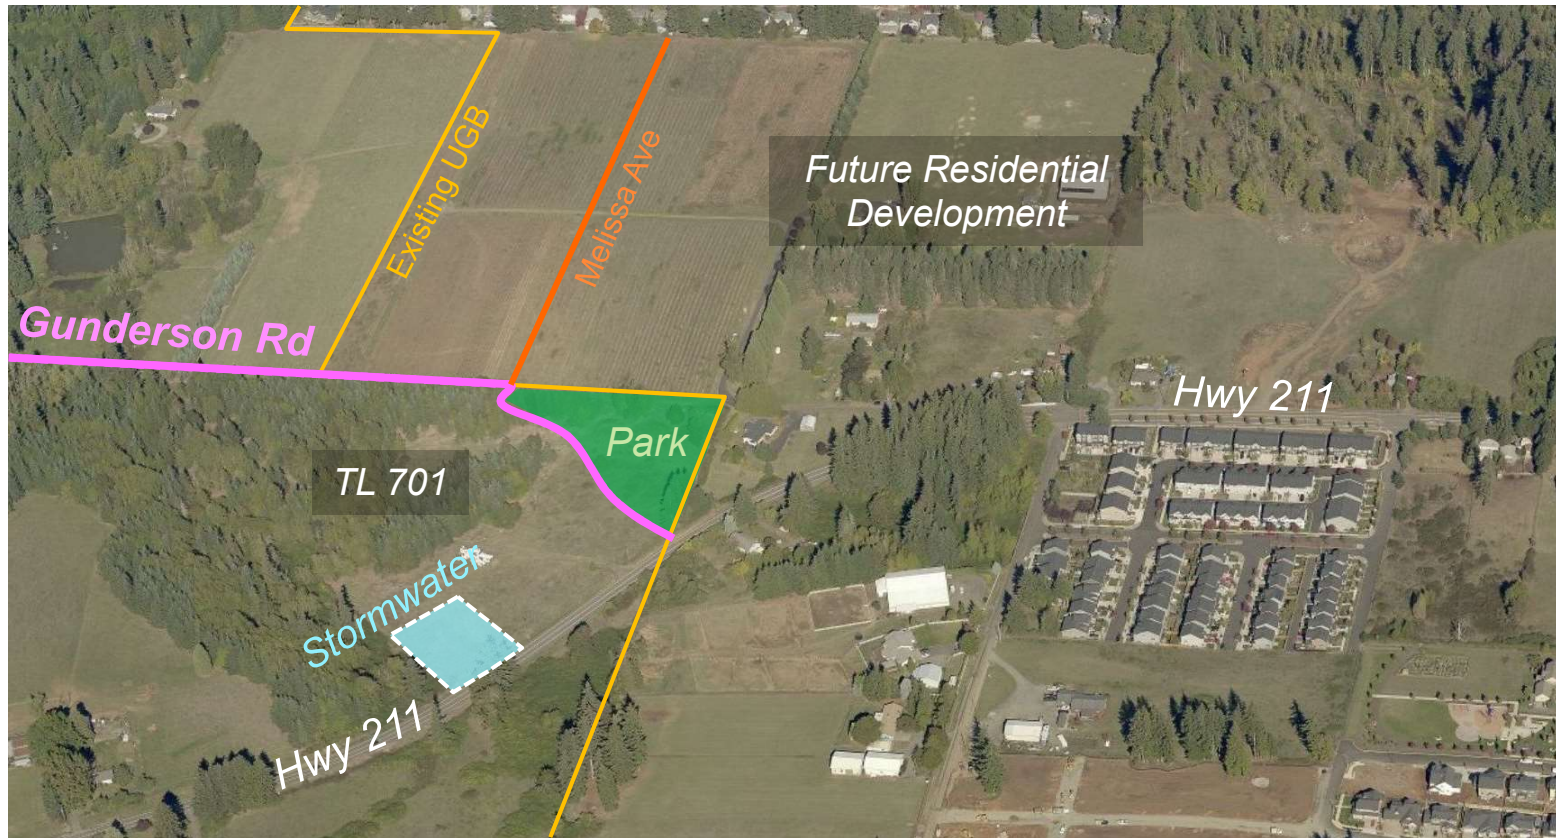 Existing UGB
Melissa Ave
Future Residential
Development
Gunderson Rd
Hwy 211
Park
TL 701
Stormwater
Hwy 211